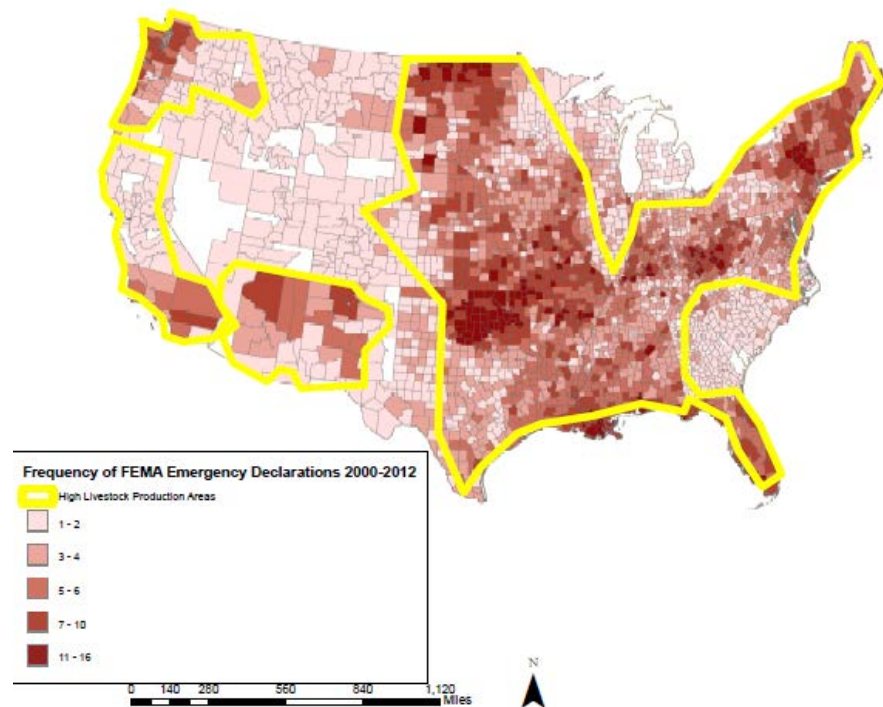 Frequency of FEMA Emergency Declarations 2000-2012
High Livestock Production Areas
1 - 2
3 - 4
5 - 6
7 - 10
11 - 16
N
0 140 280 560 840 1,120
Miles